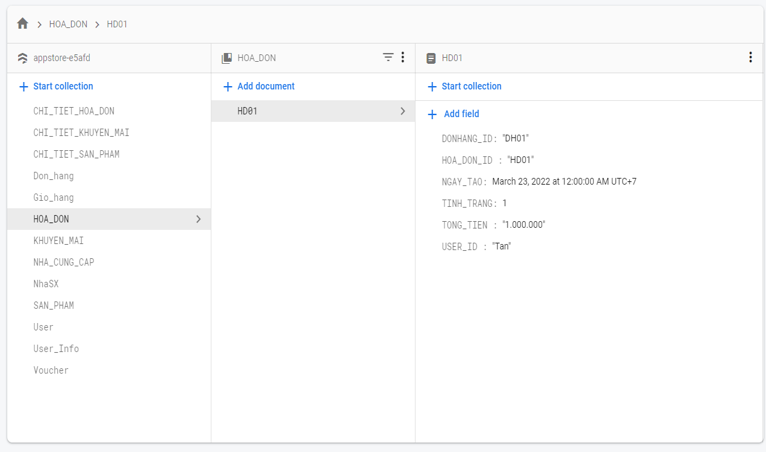 HOA_DON > HD01
appstore-e5afd
Start collection
CHI_TIET_HOA_DON
CHI_TIET_KHUYEN_MAI
CHI_TIET_SAN_PHAM
Don_hang
Gio_hang
HOA_DON
KHUYEN_MAI
NHA_CUNG_CAP
NhaSX
SAN_PHAM
User
User_Info
Voucher
HOA_DON
Add document
HD01
HD01
Start collection
Add field
DONHANG_ID: "DH01"
HOA_DON_ID : "HD01"
NGAY_TAO: March 23, 2022 at 12:00:00 AM UTC+7
TINH_TRANG: 1
TONG_TIEN : "1.000.000"
USER_ID : "Tan"